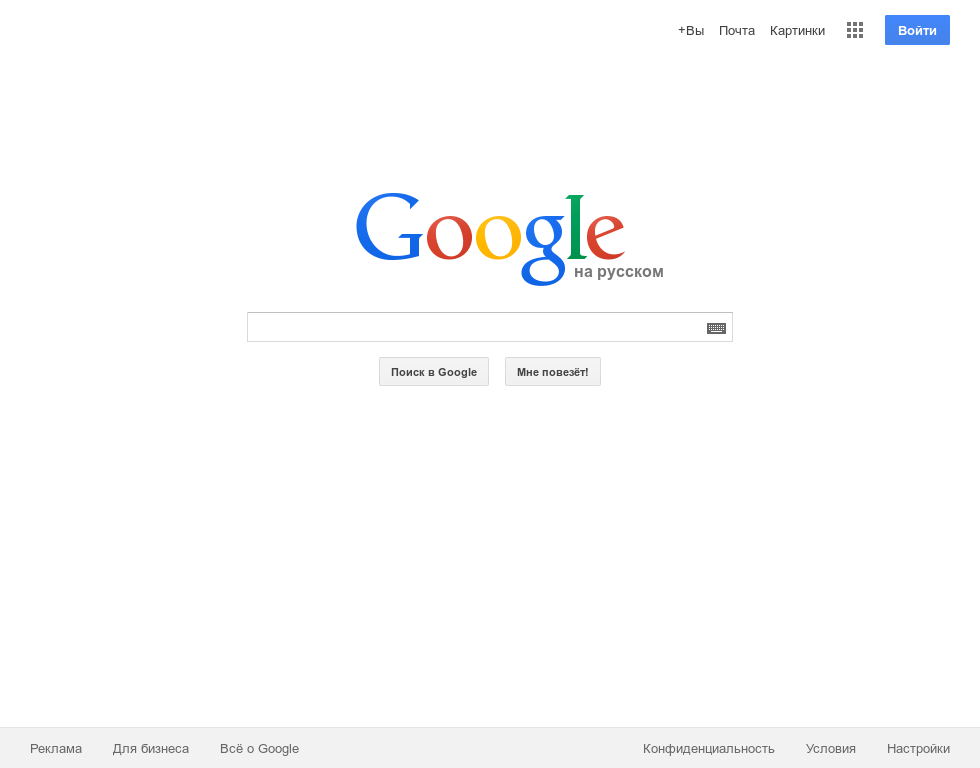 +Вы Почта Картинки Войти
Google
на русском
Поиск в Google Мне повезёт!
Реклама Для бизнеса Всё о Google Конфиденциальность Условия Настройки